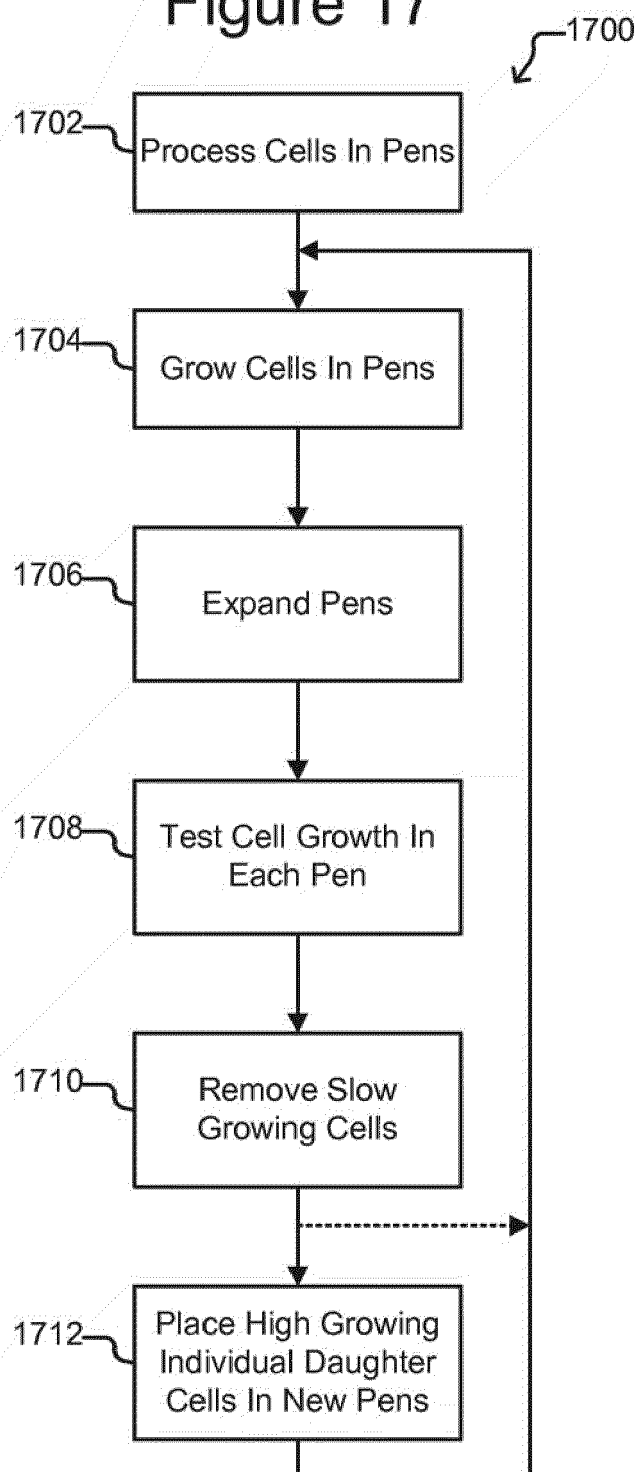 Figure 17
1700
1702
Process Cells In Pens
1704
Grow Cells In Pens
1706
Expand Pens
1708
Test Cell Growth In
Each Pen
1710
Remove Slow
Growing Cells
1712
Place High Growing
Individual Daughter
Cells In New Pens